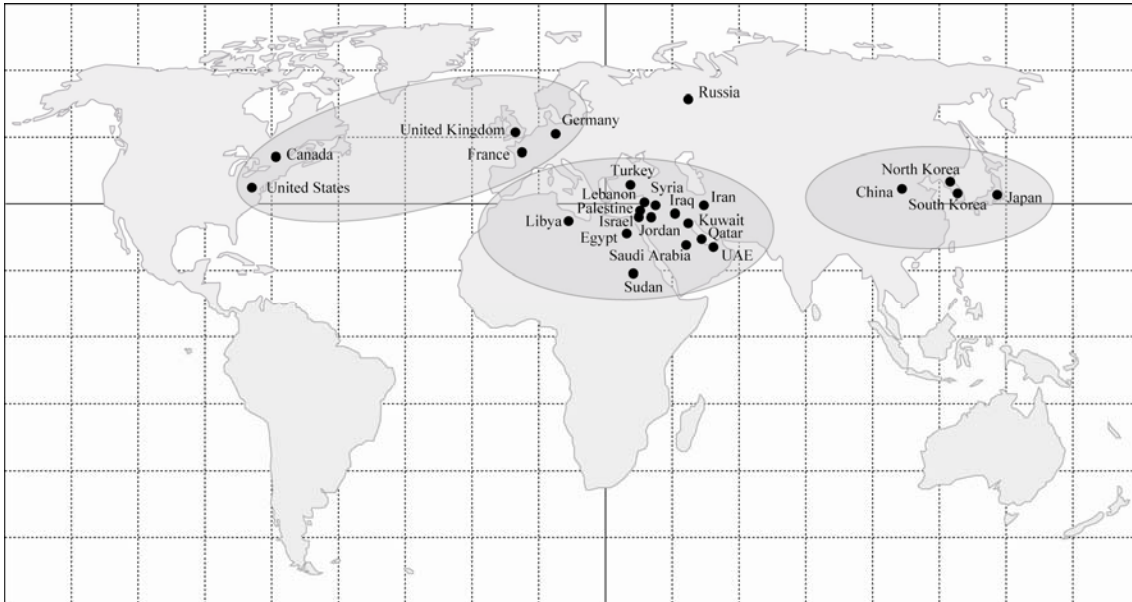 Russia
Germany
United Kingdom
France
Canada
United States
Turkey
Lebanon
Syria
Palestine
Iraq
Iran
Libya
Israel
Kuwait
Egypt
Jordan
Qatar
Saudi Arabia
UAE
Sudan
North Korea
China
South Korea
Japan